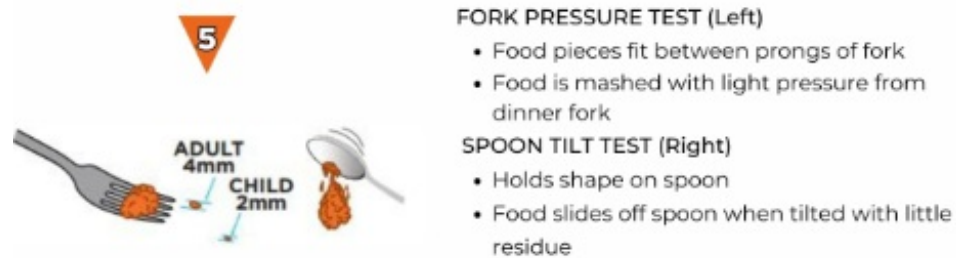 5
ADULT
4mm
CHILD
2mm
FORK PRESSURE TEST (Left)
• Food pieces fit between prongs of fork
• Food is mashed with light pressure from
dinner fork
SPOON TILT TEST (Right)
• Holds shape on spoon
• Food slides off spoon when tilted with little
residue